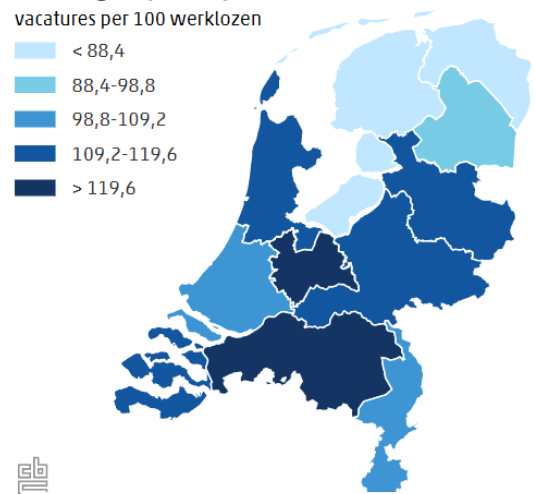 vacatures per 100 werklozen
< 88,4
88,4-98,8
98,8-109,2
109,2-119,6
> 119,6
cb